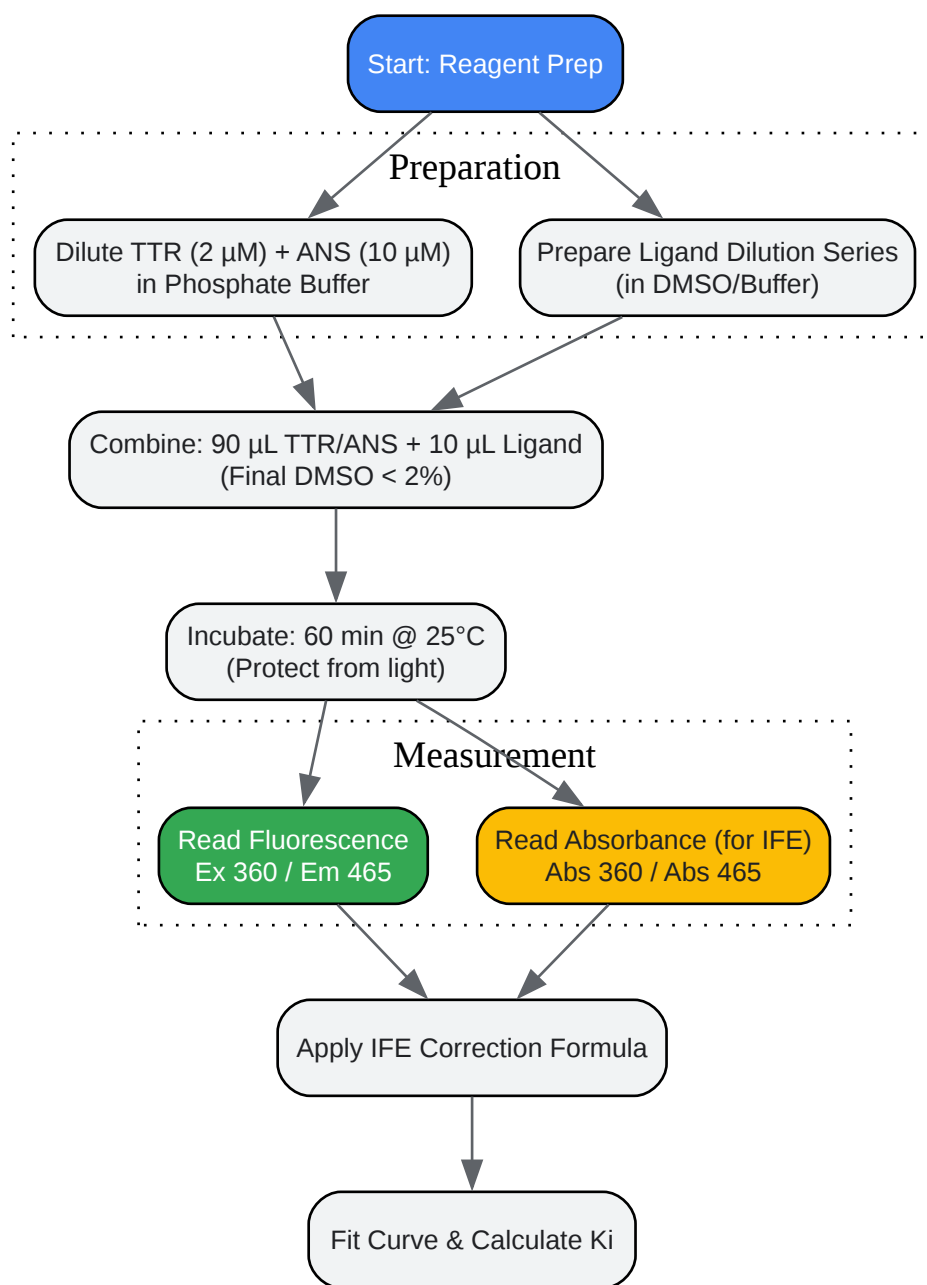 Start: Reagent Prep
Preparation
Dilute TTR (2 µM) + ANS (10 µM)
in Phosphate Buffer
Prepare Ligand Dilution Series
(in DMSO/Buffer)
Combine: 90 µL TTR/ANS + 10 µL Ligand
(Final DMSO < 2%)
Incubate: 60 min @ 25°C
(Protect from light)
Measurement
Read Fluorescence
Ex 360 / Em 465
Read Absorbance (for IFE)
Abs 360 / Abs 465
Apply IFE Correction Formula
Fit Curve & Calculate Ki